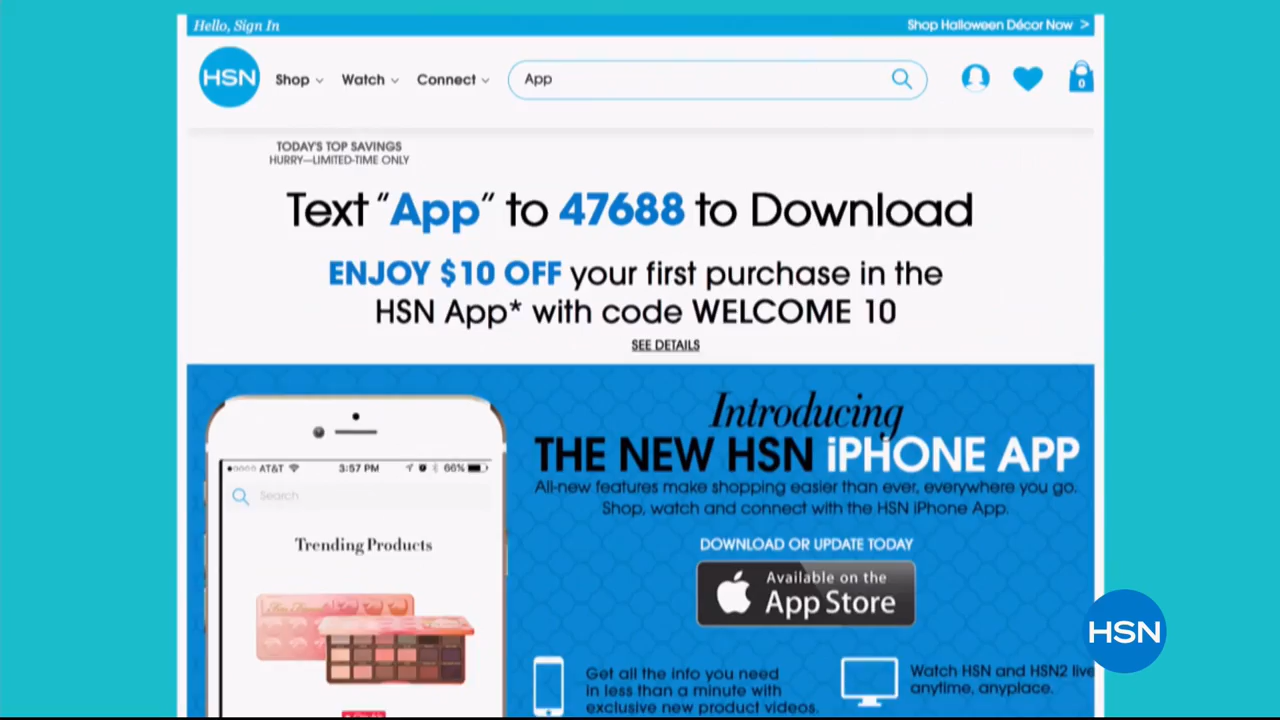 Hello, Sign In
Shop Halloween Décor Now >
HSN Shop Watch Connect App
0
TODAY'S TOP SAVINGS
HURRY—LIMITED-TIME ONLY
Text "App" to 47688 to Download
ENJOY $10 OFF your first purchase in the
HSN App* with code WELCOME 10
SEE DETAILS
Introducing
THE NEW HSN iPHONE APP
All-new features make shopping easier than ever, everywhere you go.
Shop, watch and connect with the HSN iPhone App.
DOWNLOAD OR UPDATE TODAY
Available on the
App Store
AT&T 3:57 PM 66%
Search
Trending Products
Get all the info you need
in less than a minute with
exclusive new product videos.
Watch HSN and HSN2 live
anytime, anyplace.
HSN